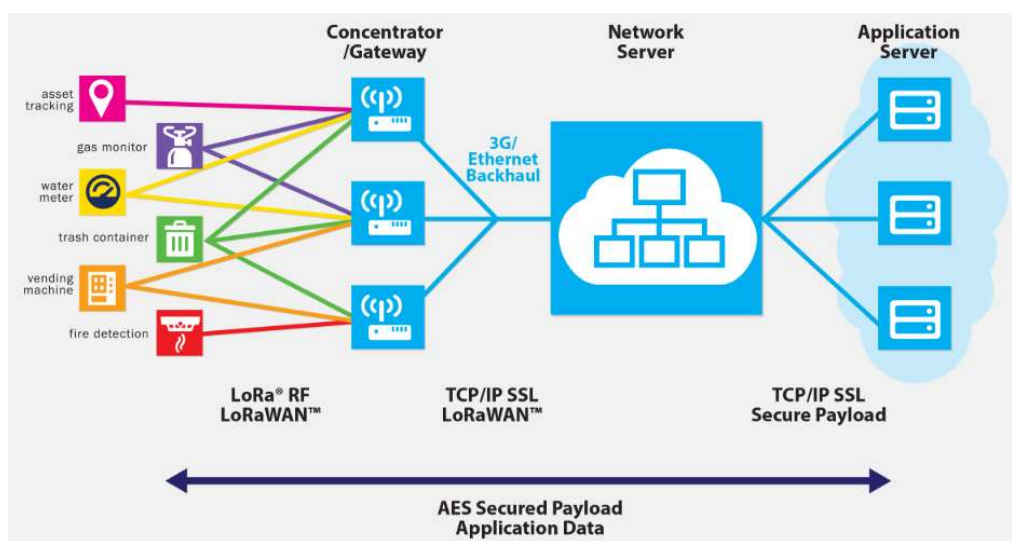 Concentrator
/Gateway
Network
Server
Application
Server
asset
tracking
gas monitor
water
meter
trash container
vending
machine
fire detection
3G/
Ethernet
Backhaul
LoRa® RF
LoRaWAN™
TCP/IP SSL
LoRaWAN™
TCP/IP SSL
Secure Payload
AES Secured Payload
Application Data